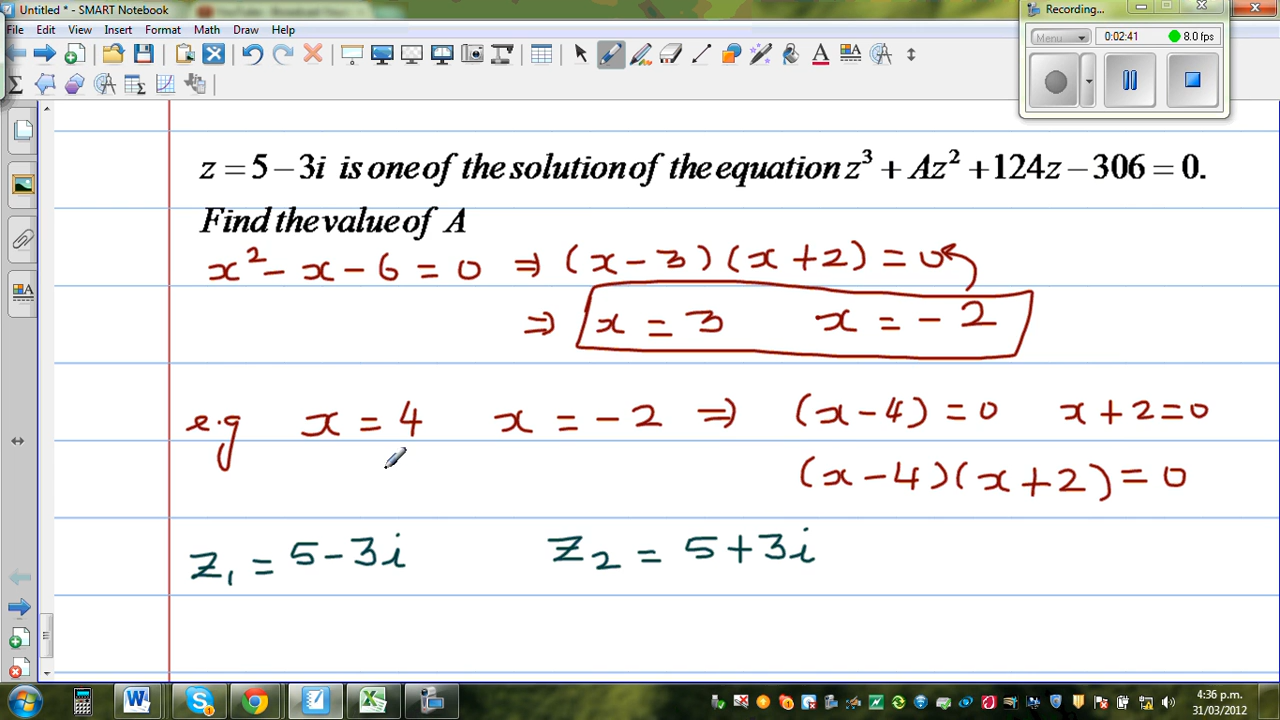 Untitled * - SMART Notebook
Recording...
File Edit View Insert Format Math Draw Help
Menu 0:02:41 8.0 fps
z = 5 − 3i is one of the solution of the equation z³ + Az² + 124z − 306 = 0.
Find the value of A
x² − x − 6 = 0 ⇒ (x − 3)(x + 2) = 0
⇒ x = 3 x = − 2
e.g x = 4 x = − 2 ⇒ (x − 4) = 0 x + 2 = 0
(x − 4)(x + 2) = 0
z₁ = 5 − 3i z₂ = 5 + 3i
4:36 p.m.
31/03/2012